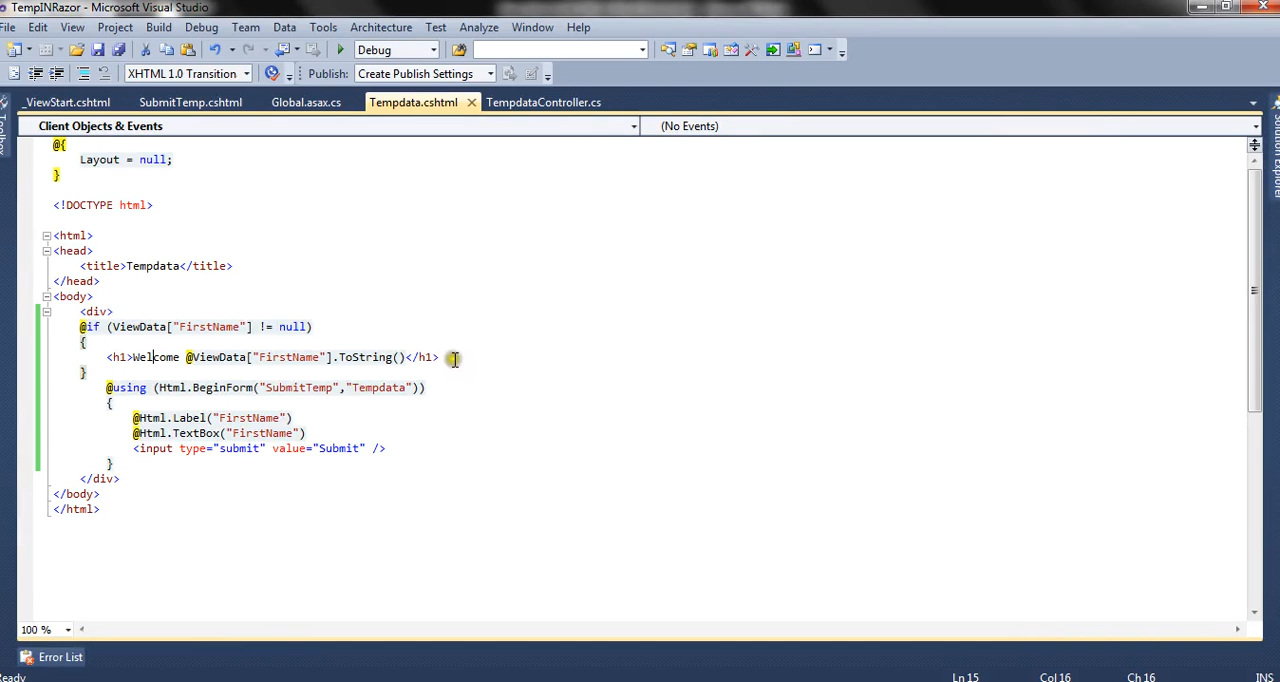 TempINRazor - Microsoft Visual Studio
File Edit View Project Build Debug Team Data Tools Architecture Test Analyze Window Help
Debug
XHTML 1.0 Transition Publish: Create Publish Settings
_ViewStart.cshtml SubmitTemp.cshtml Global.asax.cs Tempdata.cshtml TempdataController.cs
Client Objects & Events (No Events)
Toolbox
Solution Explorer
@{
Layout = null;
}
<!DOCTYPE html>
<html>
<head>
<title>Tempdata</title>
</head>
<body>
<div>
@if (ViewData["FirstName"] != null)
{
<h1>Welcome @ViewData["FirstName"].ToString()</h1>
}
@using (Html.BeginForm("SubmitTemp","Tempdata"))
{
@Html.Label("FirstName")
@Html.TextBox("FirstName")
<input type="submit" value="Submit" />
}
</div>
</body>
</html>
100 %
Error List
Ready Ln 15 Col 16 Ch 16 INS